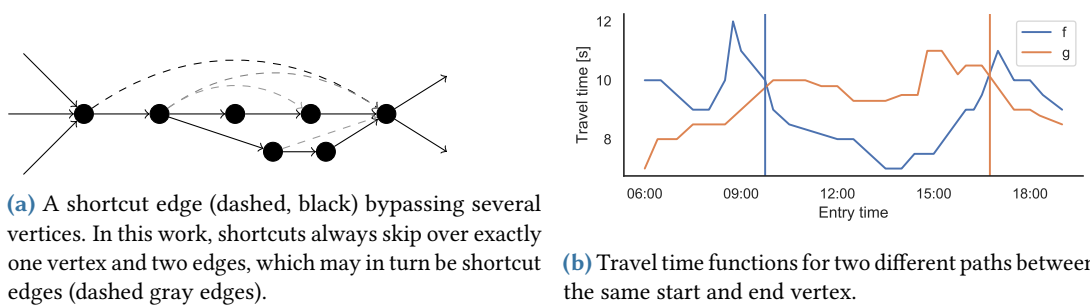 (a) A shortcut edge (dashed, black) bypassing several
vertices. In this work, shortcuts always skip over exactly
one vertex and two edges, which may in turn be shortcut
edges (dashed gray edges).
12
10
8
Travel time [s]
f
g
06:00 09:00 12:00 15:00 18:00
Entry time
(b) Travel time functions for two different paths between
the same start and end vertex.